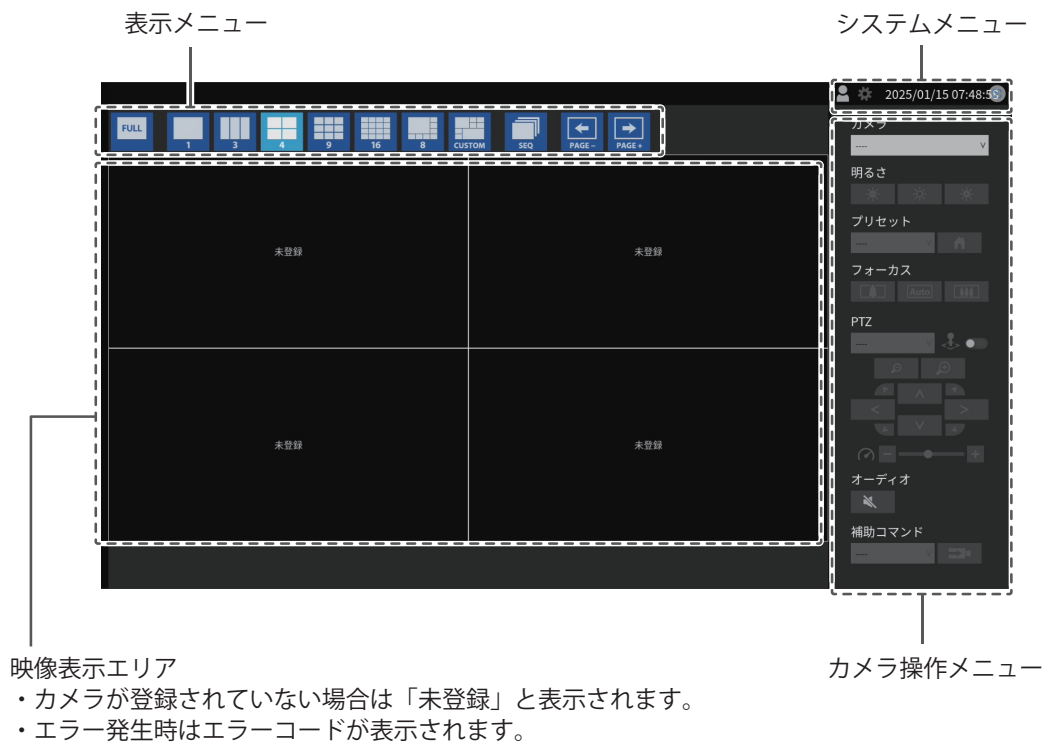 表示メニュー
システムメニュー
2025/01/15 07:48:55
FULL
1
3
4
9
16
8
CUSTOM
SEQ
PAGE −
PAGE +
カメラ
----
明るさ
プリセット
----
フォーカス
Auto
PTZ
----
オーディオ
補助コマンド
----
未登録
未登録
未登録
未登録
映像表示エリア
・カメラが登録されていない場合は「未登録」と表示されます。
・エラー発生時はエラーコードが表示されます。
カメラ操作メニュー